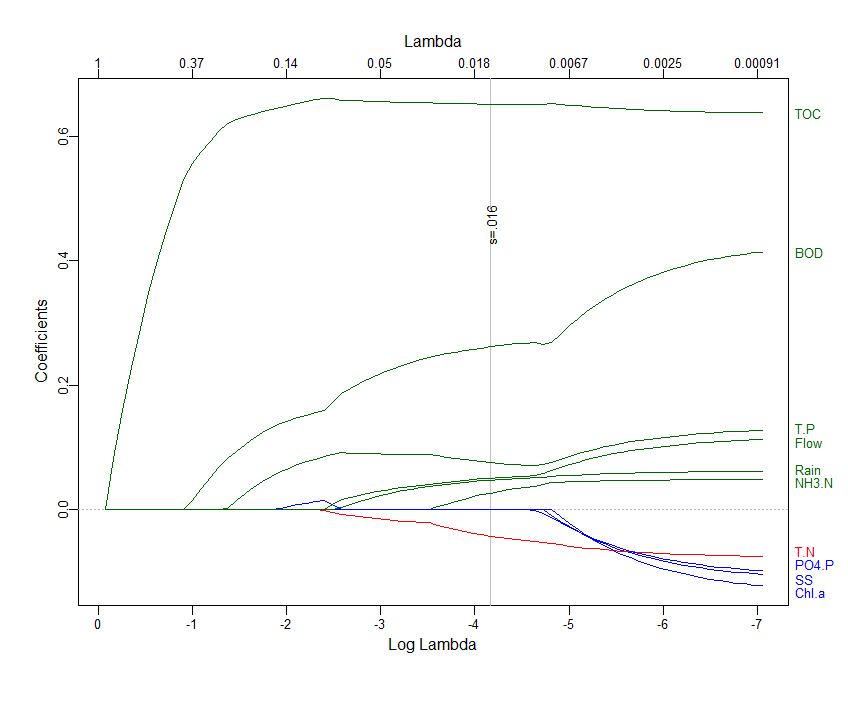 Lambda
1 0.37 0.14 0.05 0.018 0.0067 0.0025 0.00091
TOC
0.6
s=.016
BOD
0.4
Coefficients
0.2
T.P
Flow
Rain
NH3.N
0.0
T.N
PO4.P
SS
Chl.a
0 -1 -2 -3 -4 -5 -6 -7
Log Lambda